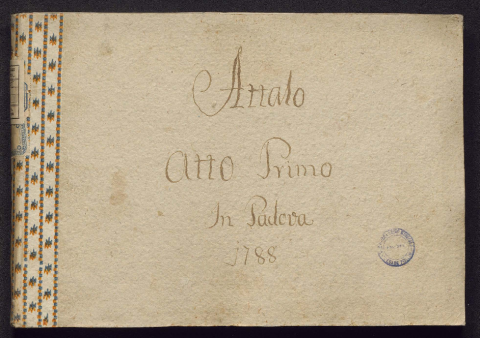 Attalo
Atto Primo
In Padova
1788